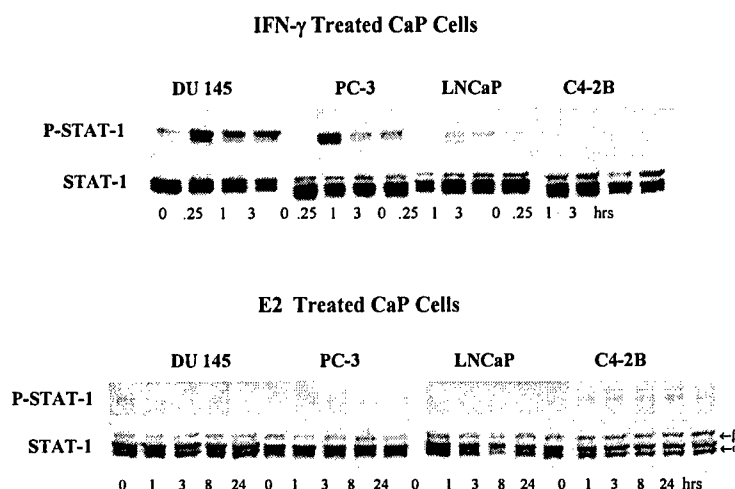 IFN-γ Treated CaP Cells
DU 145 PC-3 LNCaP C4-2B
P-STAT-1
STAT-1
0 .25 1 3 0 .25 1 3 0 .25 1 3 0 .25 1 3 hrs
E2 Treated CaP Cells
DU 145 PC-3 LNCaP C4-2B
P-STAT-1
STAT-1
0 1 3 8 24 0 1 3 8 24 0 1 3 8 24 0 1 3 8 24 hrs